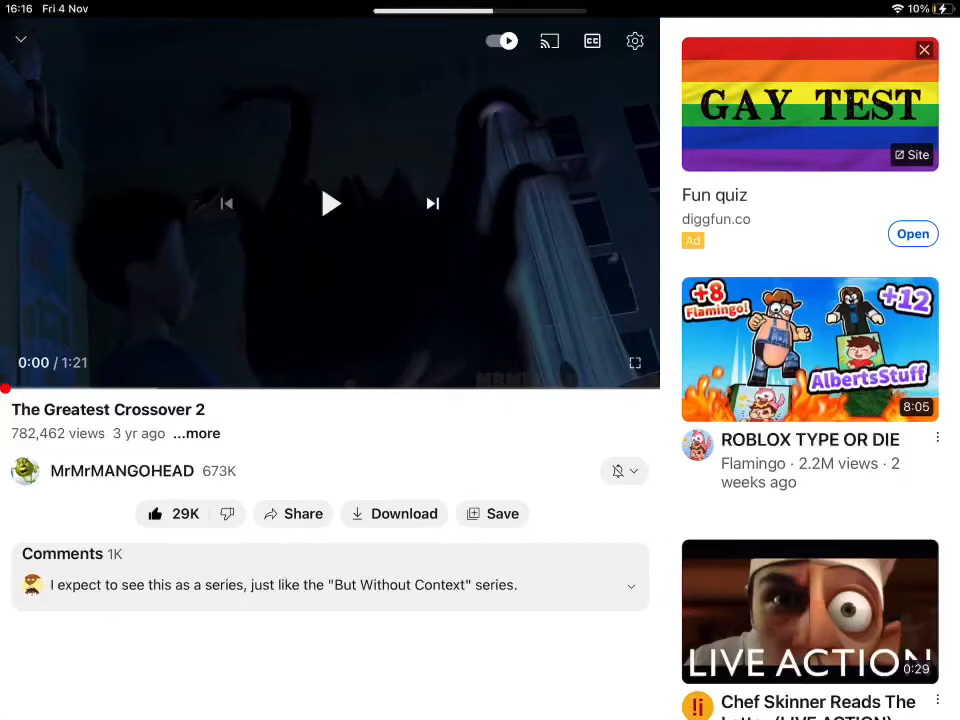 16:16 Fri 4 Nov
10%
0:00 / 1:21
The Greatest Crossover 2
782,462 views 3 yr ago ...more
MrMrMANGOHEAD 673K
29K
Share
Download
Save
Comments 1K
I expect to see this as a series, just like the "But Without Context" series.
GAY TEST
Site
Fun quiz
diggfun.co
Ad
Open
+8
Flamingo!
+12
AlbertsStuff
8:05
ROBLOX TYPE OR DIE
Flamingo · 2.2M views · 2
weeks ago
LIVE ACTION
0:29
Chef Skinner Reads The